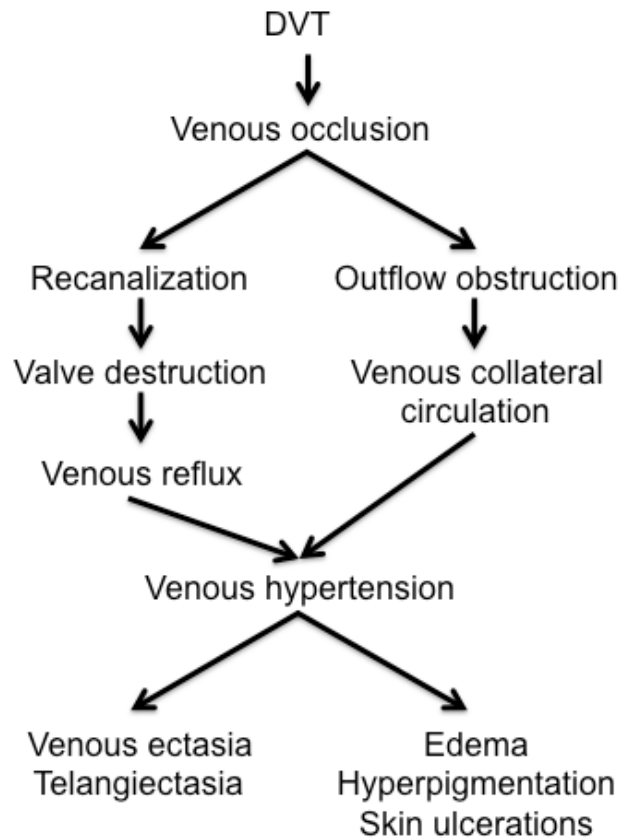 DVT
Venous occlusion
Recanalization
Outflow obstruction
Valve destruction
Venous collateral
circulation
Venous reflux
Venous hypertension
Venous ectasia
Telangiectasia
Edema
Hyperpigmentation
Skin ulcerations